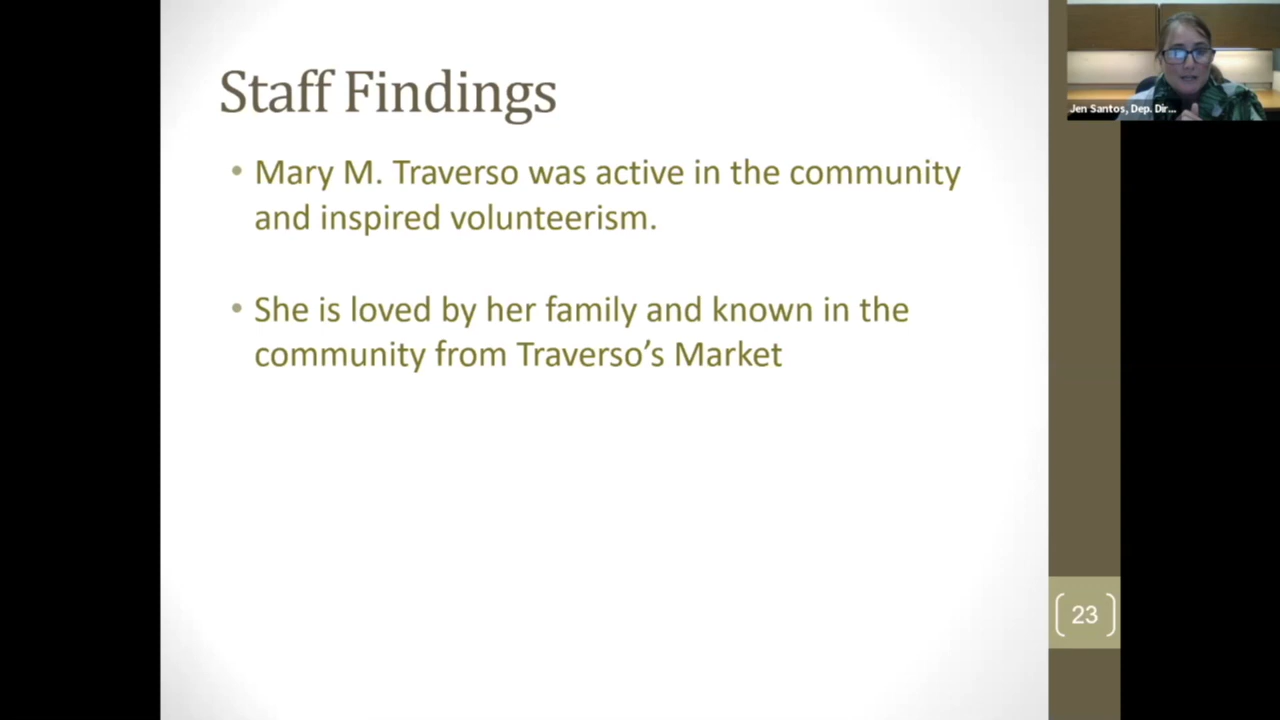 Staff Findings
• Mary M. Traverso was active in the community
and inspired volunteerism.
• She is loved by her family and known in the
community from Traverso’s Market
Jen Santos, Dep. Dir...
23